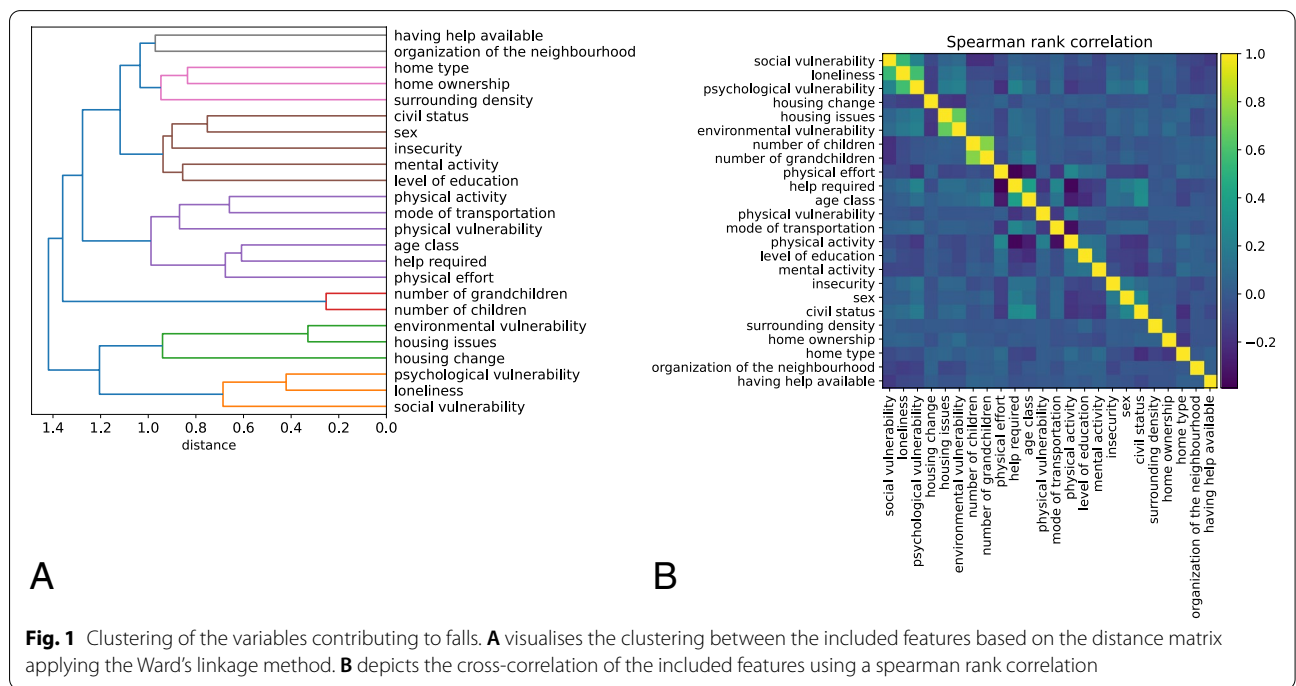 having help available
organization of the neighbourhood
home type
home ownership
surrounding density
civil status
sex
insecurity
mental activity
level of education
physical activity
mode of transportation
physical vulnerability
age class
help required
physical effort
number of grandchildren
number of children
environmental vulnerability
housing issues
housing change
psychological vulnerability
loneliness
social vulnerability
1.4 1.2 1.0 0.8 0.6 0.4 0.2 0.0
distance
A
Spearman rank correlation
social vulnerability
loneliness
psychological vulnerability
housing change
housing issues
environmental vulnerability
number of children
number of grandchildren
physical effort
help required
age class
physical vulnerability
mode of transportation
physical activity
level of education
mental activity
insecurity
sex
civil status
surrounding density
home ownership
home type
organization of the neighbourhood
having help available
social vulnerability
loneliness
psychological vulnerability
housing change
housing issues
environmental vulnerability
number of children
number of grandchildren
physical effort
help required
age class
physical vulnerability
mode of transportation
physical activity
level of education
mental activity
insecurity
sex
civil status
surrounding density
home ownership
home type
organization of the neighbourhood
having help available
1.0
0.8
0.6
0.4
0.2
0.0
−0.2
B
Fig. 1 Clustering of the variables contributing to falls. A visualises the clustering between the included features based on the distance matrix
applying the Ward's linkage method. B depicts the cross-correlation of the included features using a spearman rank correlation